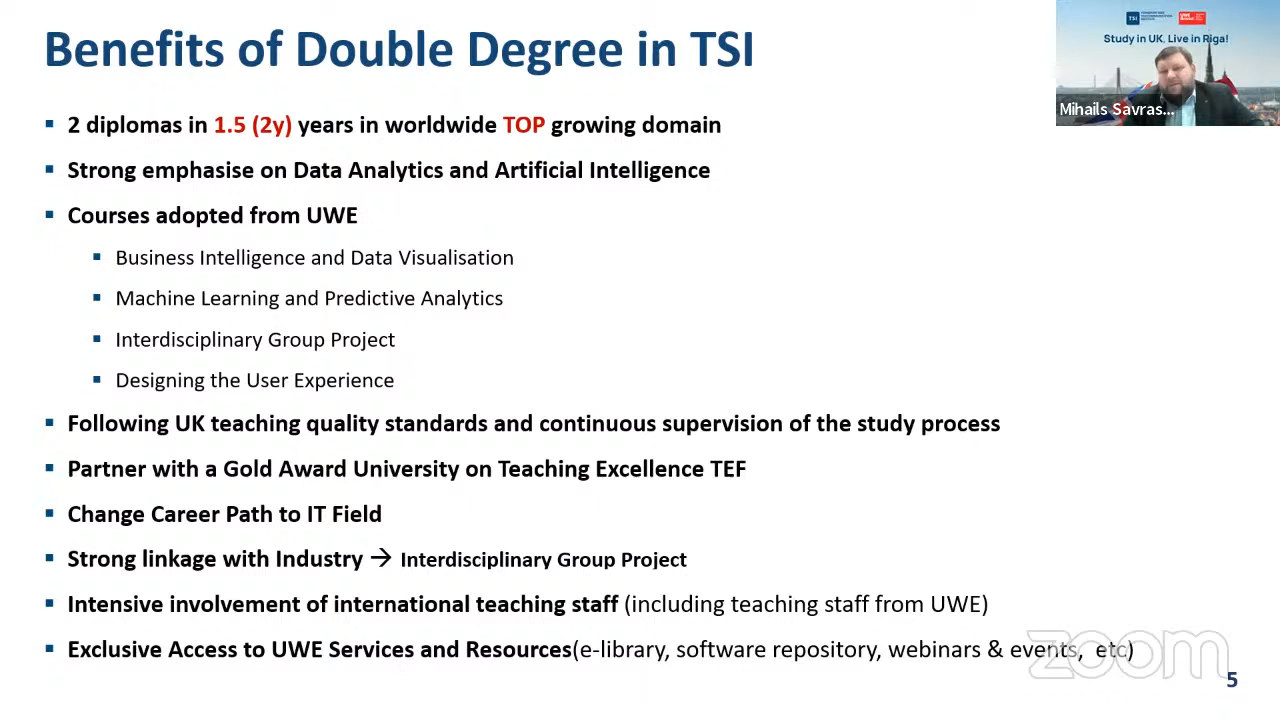 Benefits of Double Degree in TSI
TSI
UWE
Study in UK, Live in Riga!
Mihails Savras...
▪ 2 diplomas in 1.5 (2y) years in worldwide TOP growing domain
▪ Strong emphasise on Data Analytics and Artificial Intelligence
▪ Courses adopted from UWE
▪ Business Intelligence and Data Visualisation
▪ Machine Learning and Predictive Analytics
▪ Interdisciplinary Group Project
▪ Designing the User Experience
▪ Following UK teaching quality standards and continuous supervision of the study process
▪ Partner with a Gold Award University on Teaching Excellence TEF
▪ Change Career Path to IT Field
▪ Strong linkage with Industry → Interdisciplinary Group Project
▪ Intensive involvement of international teaching staff (including teaching staff from UWE)
▪ Exclusive Access to UWE Services and Resources(e-library, software repository, webinars & events, etc)
zoom
5